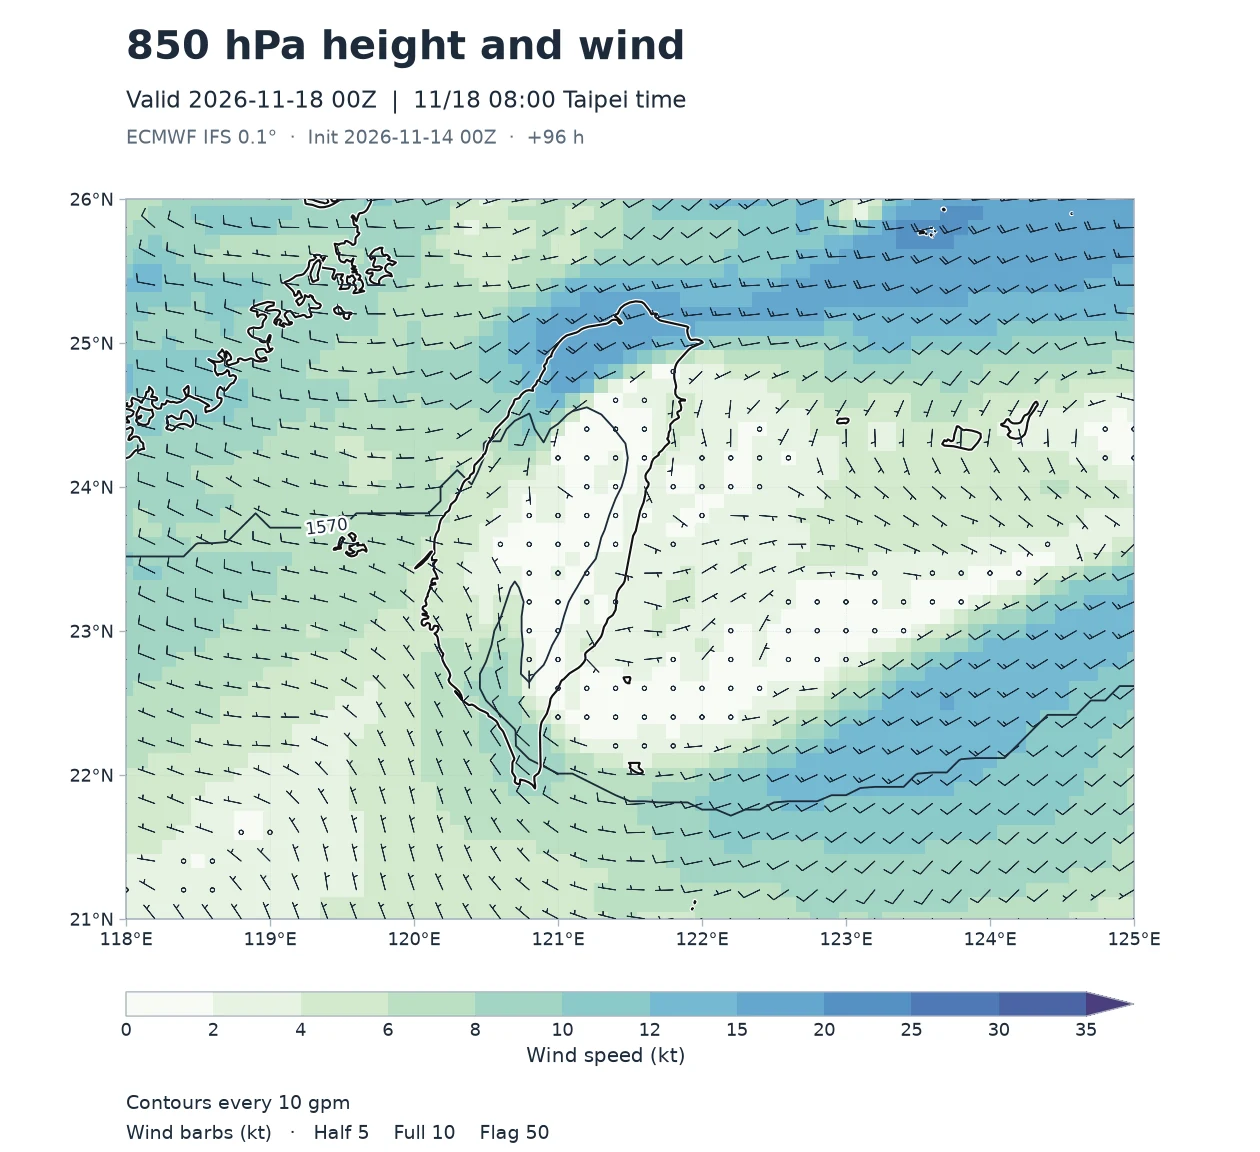 850 hPa height and wind
Valid 2026-11-18 00Z | 11/18 08:00 Taipei time
ECMWF IFS 0.1° · Init 2026-11-14 00Z · +96 h
26°N
25°N
24°N
23°N
22°N
21°N
1570
118°E 119°E 120°E 121°E 122°E 123°E 124°E 125°E
0 2 4 6 8 10 12 15 20 25 30 35
Wind speed (kt)
Contours every 10 gpm
Wind barbs (kt) · Half 5 Full 10 Flag 50